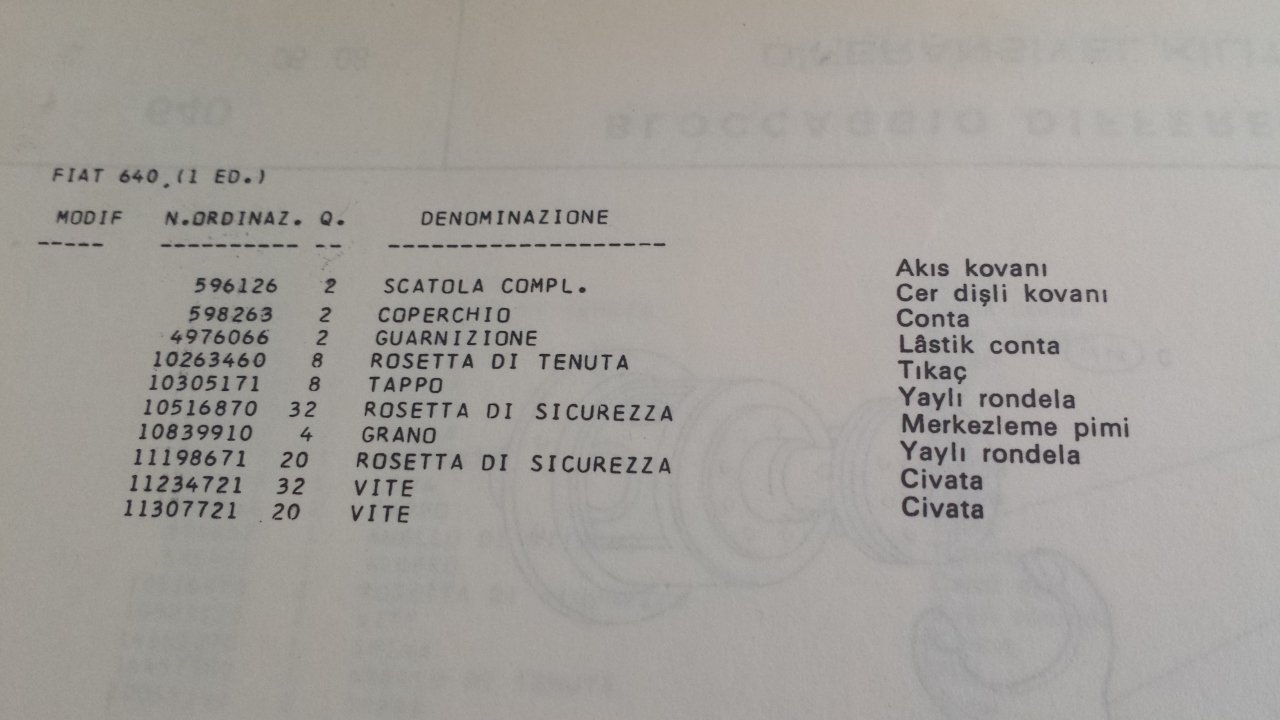 FIAT 640.(1 ED.)
MODIF N.ORDINAZ. Q. DENOMINAZIONE
----- ---------- -- -------------------
596126 2 SCATOLA COMPL. Akıs kovanı
598263 2 COPERCHIO Cer dişli kovanı
4976066 2 GUARNIZIONE Conta
10263460 8 ROSETTA DI TENUTA Lâstik conta
10305171 8 TAPPO Tıkaç
10516870 32 ROSETTA DI SICUREZZA Yaylı rondela
10839910 4 GRANO Merkezleme pimi
11198671 20 ROSETTA DI SICUREZZA Yaylı rondela
11234721 32 VITE Civata
11307721 20 VITE Civata